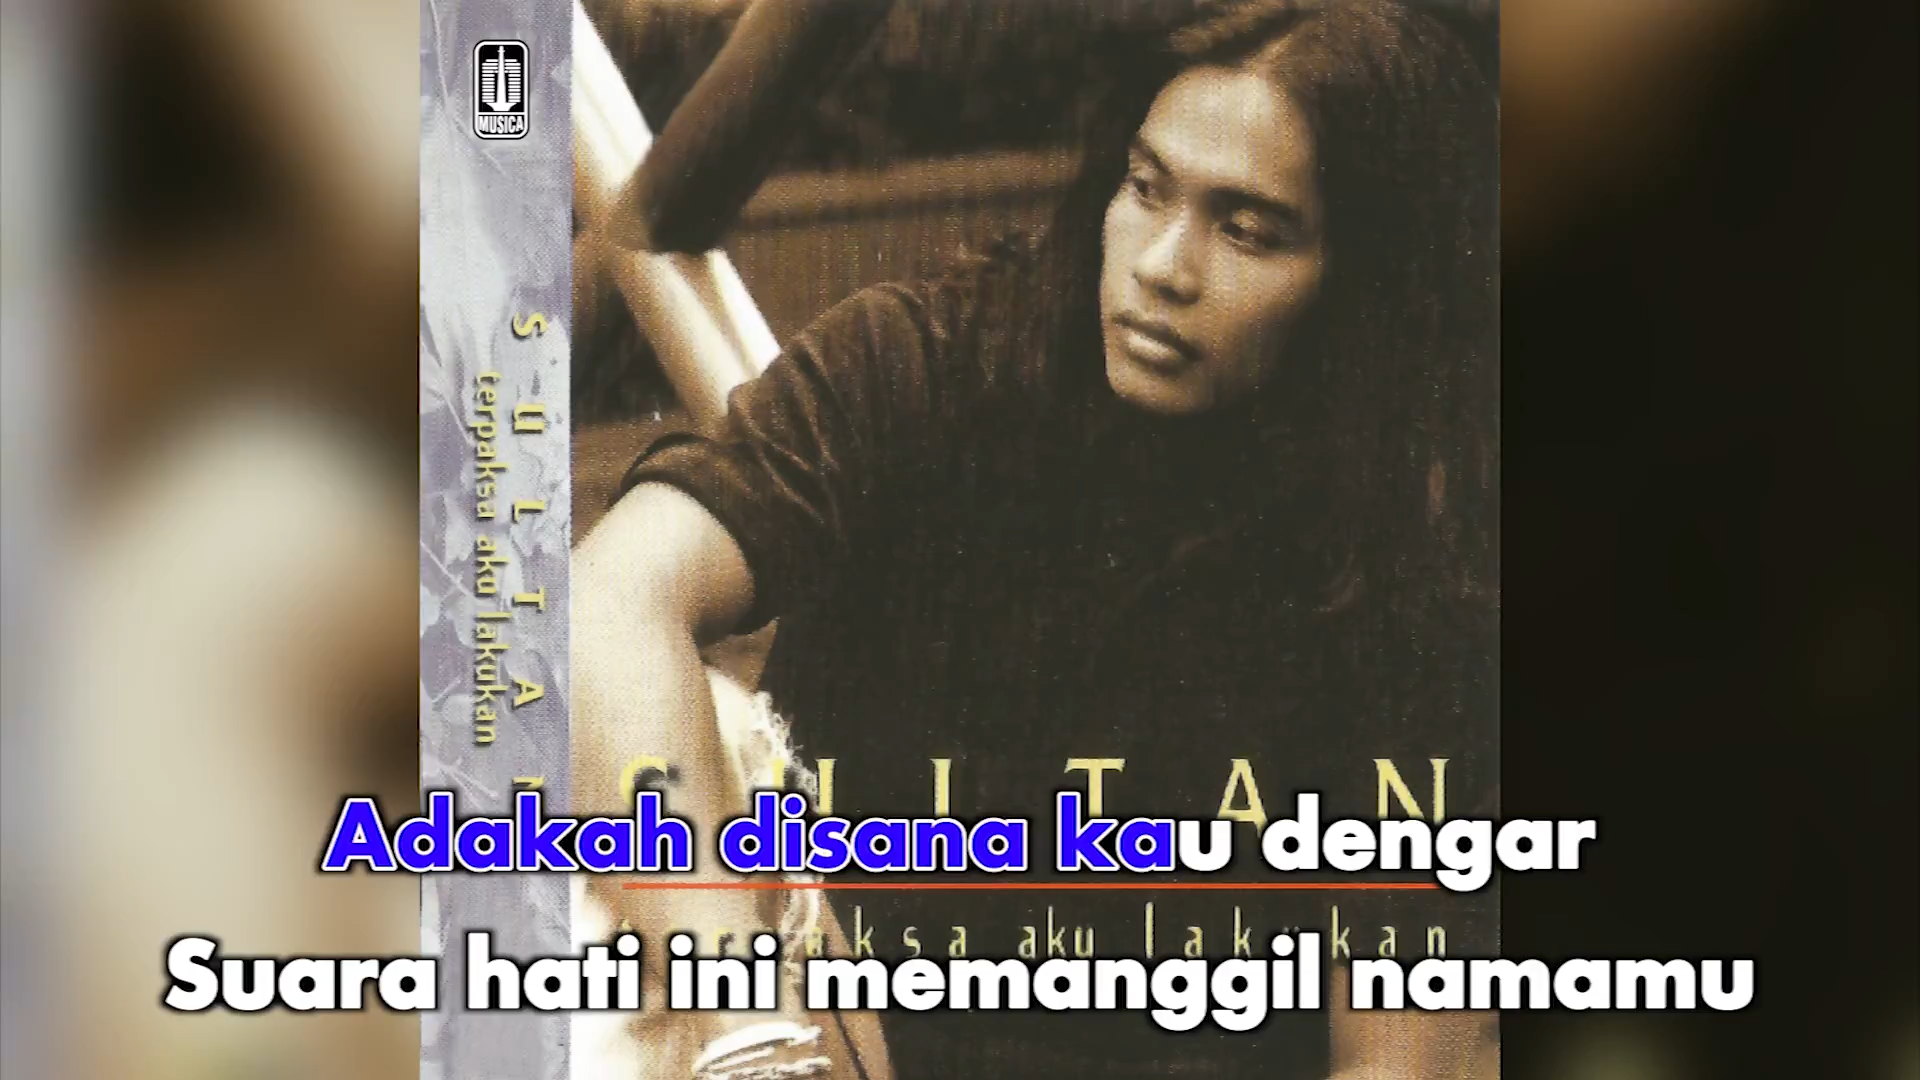 MUSICA
SULTAN
terpaksa aku lakukan
SULTAN
Adakah disana kau dengar
terpaksa aku lakukan
Suara hati ini memanggil namamu